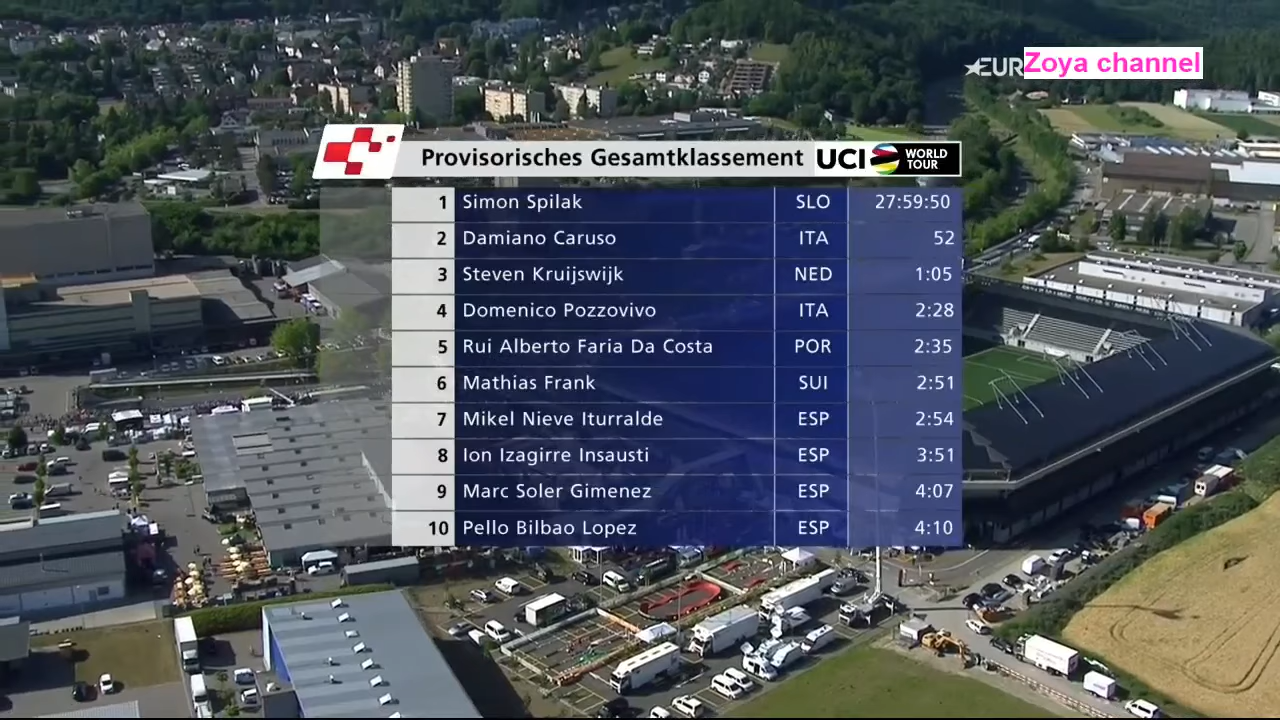 EUR Zoya channel
Provisorisches Gesamtklassement UCI WORLD TOUR
1 Simon Spilak SLO 27:59:50
2 Damiano Caruso ITA 52
3 Steven Kruijswijk NED 1:05
4 Domenico Pozzovivo ITA 2:28
5 Rui Alberto Faria Da Costa POR 2:35
6 Mathias Frank SUI 2:51
7 Mikel Nieve Iturralde ESP 2:54
8 Ion Izagirre Insausti ESP 3:51
9 Marc Soler Gimenez ESP 4:07
10 Pello Bilbao Lopez ESP 4:10